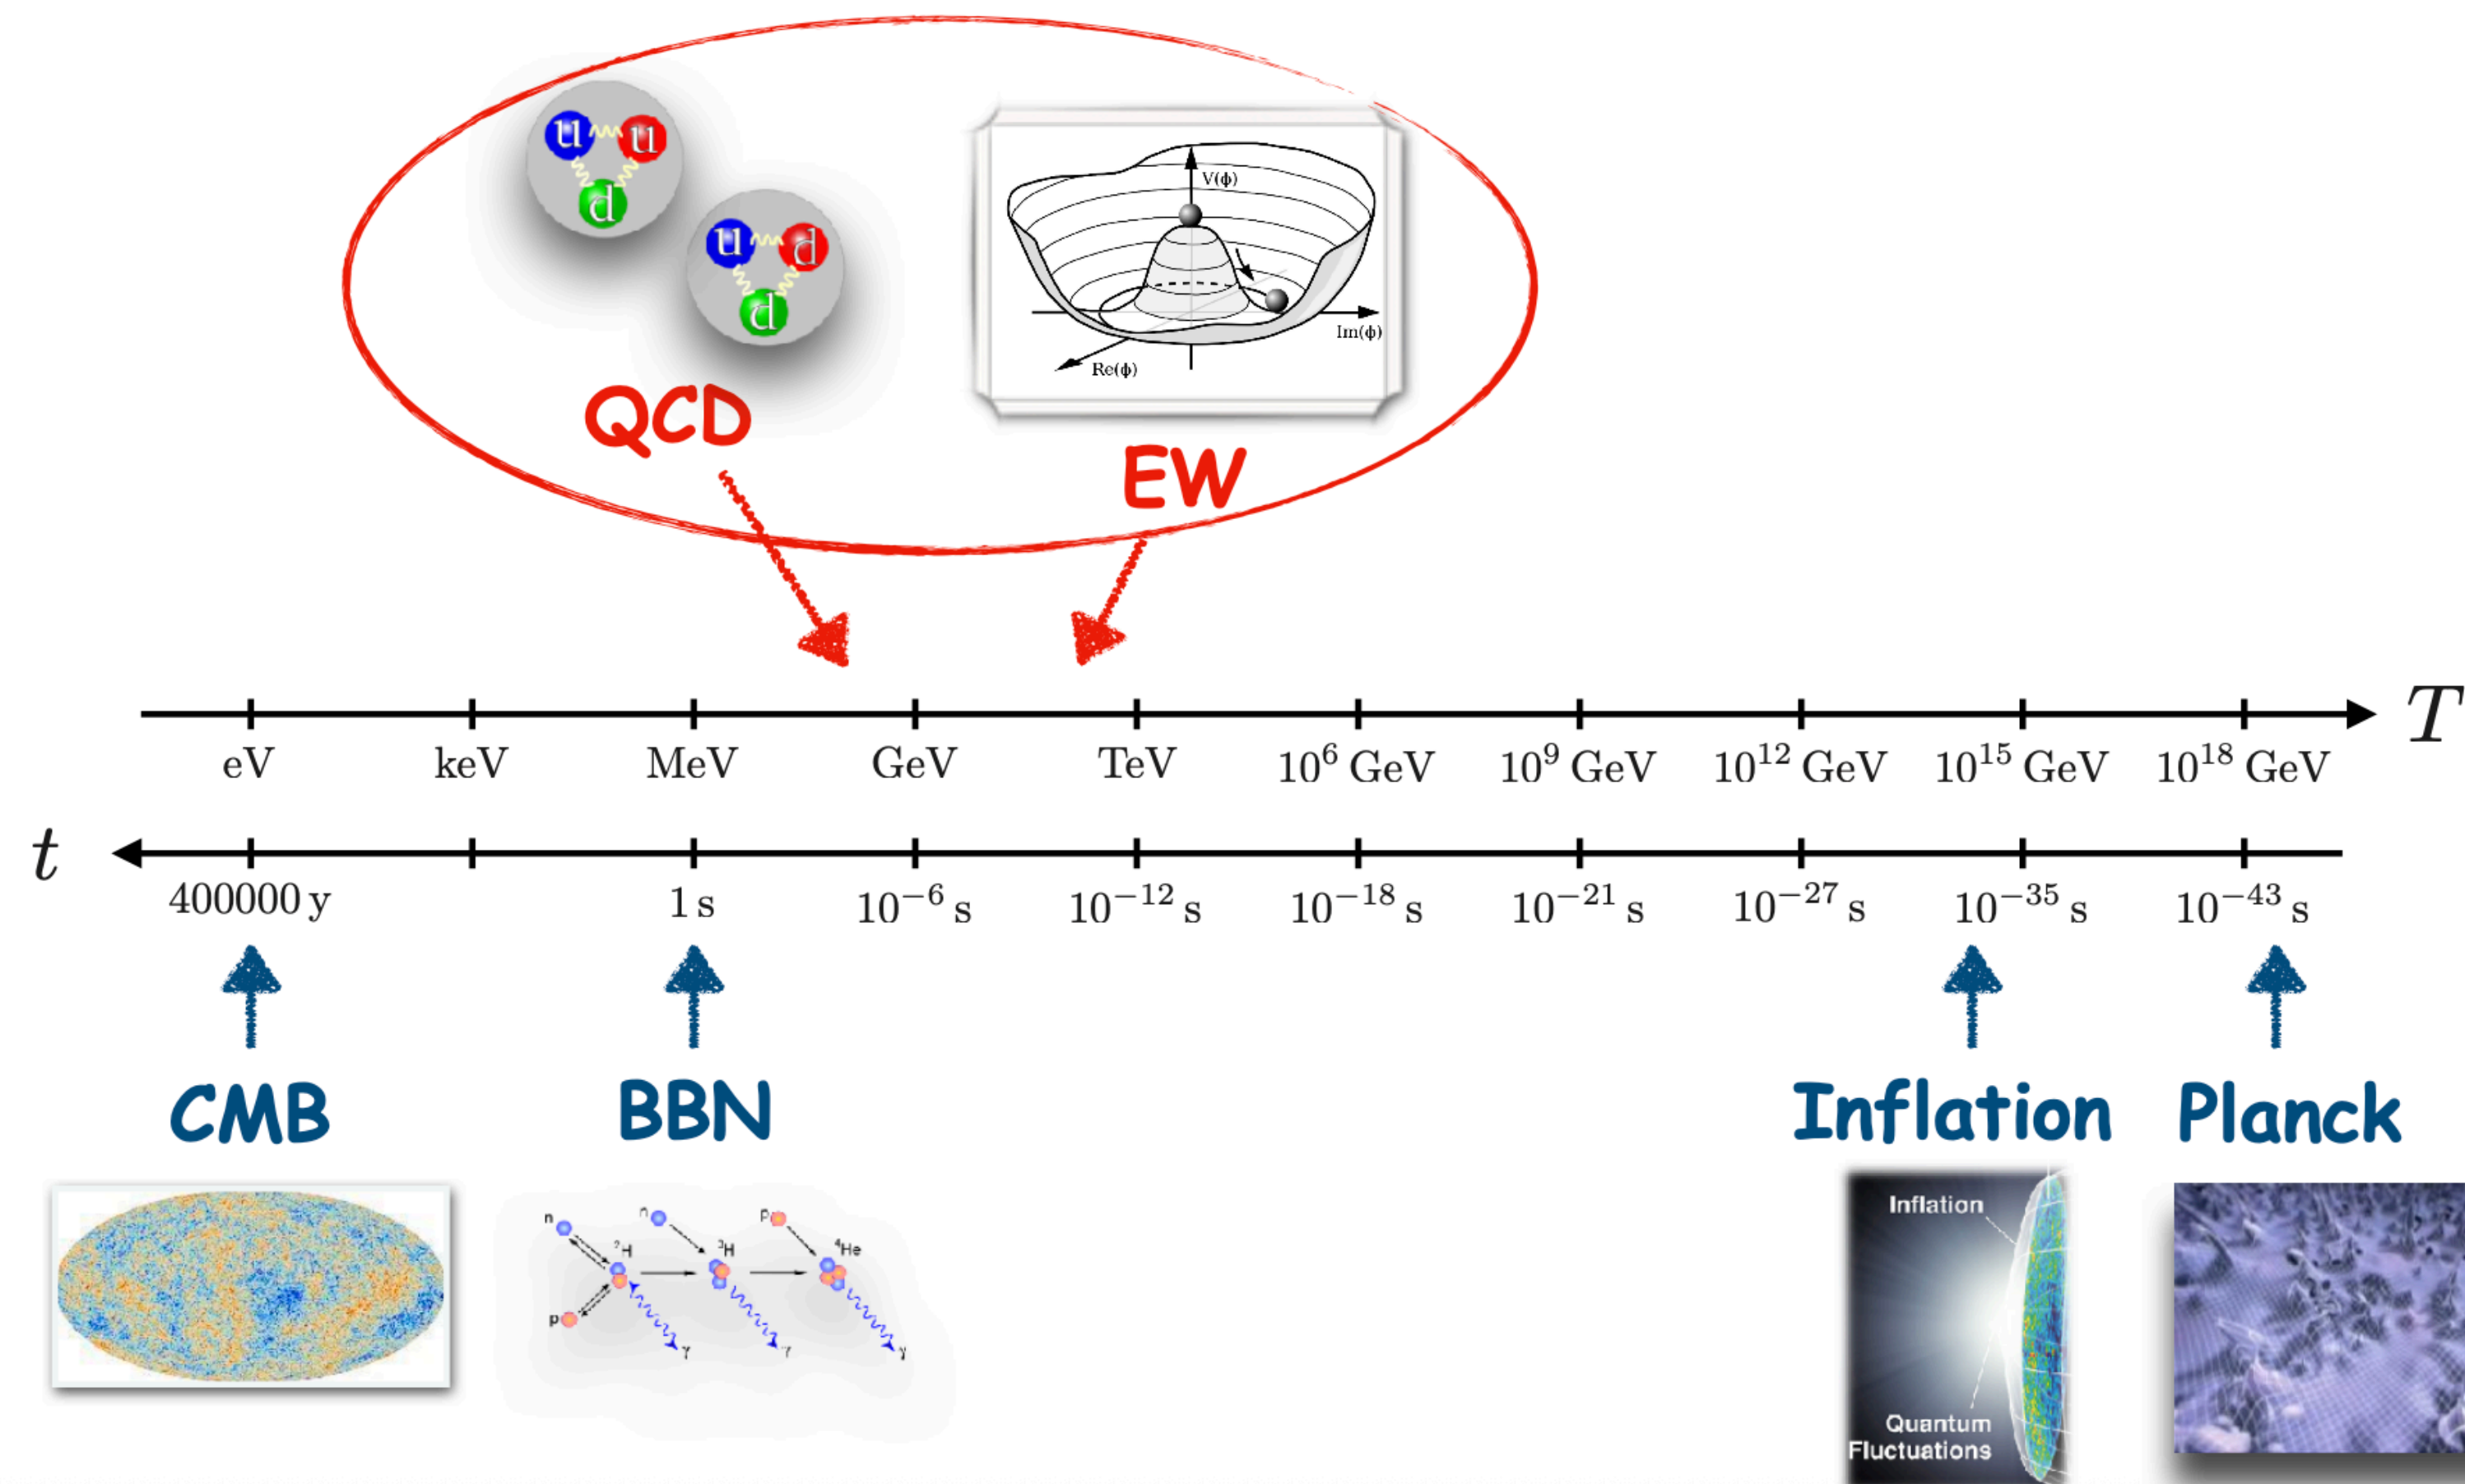 u u
d
u d
d
V(ϕ)
Im(ϕ)
Re(ϕ)
QCD
EW
T
eV keV MeV GeV TeV 10⁶ GeV 10⁹ GeV 10¹² GeV 10¹⁵ GeV 10¹⁸ GeV
t
400000 y 1 s 10⁻⁶ s 10⁻¹² s 10⁻¹⁸ s 10⁻²¹ s 10⁻²⁷ s 10⁻³⁵ s 10⁻⁴³ s
CMB BBN Inflation Planck
n n p
²H ³H ⁴He
p
γ γ γ
Inflation
Quantum
Fluctuations